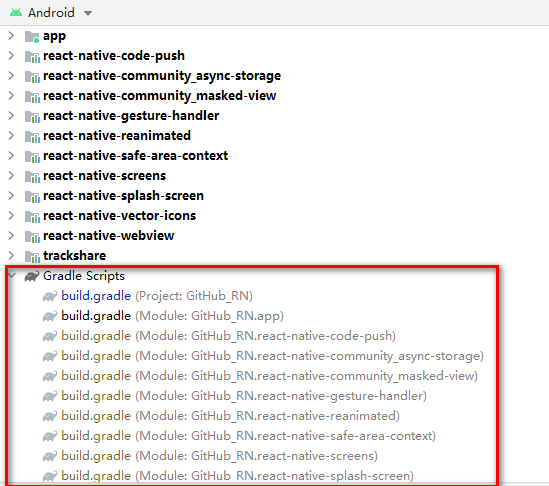 Android
app
react-native-code-push
react-native-community_async-storage
react-native-community_masked-view
react-native-gesture-handler
react-native-reanimated
react-native-safe-area-context
react-native-screens
react-native-splash-screen
react-native-vector-icons
react-native-webview
trackshare
Gradle Scripts
build.gradle (Project: GitHub_RN)
build.gradle (Module: GitHub_RN.app)
build.gradle (Module: GitHub_RN.react-native-code-push)
build.gradle (Module: GitHub_RN.react-native-community_async-storage)
build.gradle (Module: GitHub_RN.react-native-community_masked-view)
build.gradle (Module: GitHub_RN.react-native-gesture-handler)
build.gradle (Module: GitHub_RN.react-native-reanimated)
build.gradle (Module: GitHub_RN.react-native-safe-area-context)
build.gradle (Module: GitHub_RN.react-native-screens)
build.gradle (Module: GitHub_RN.react-native-splash-screen)